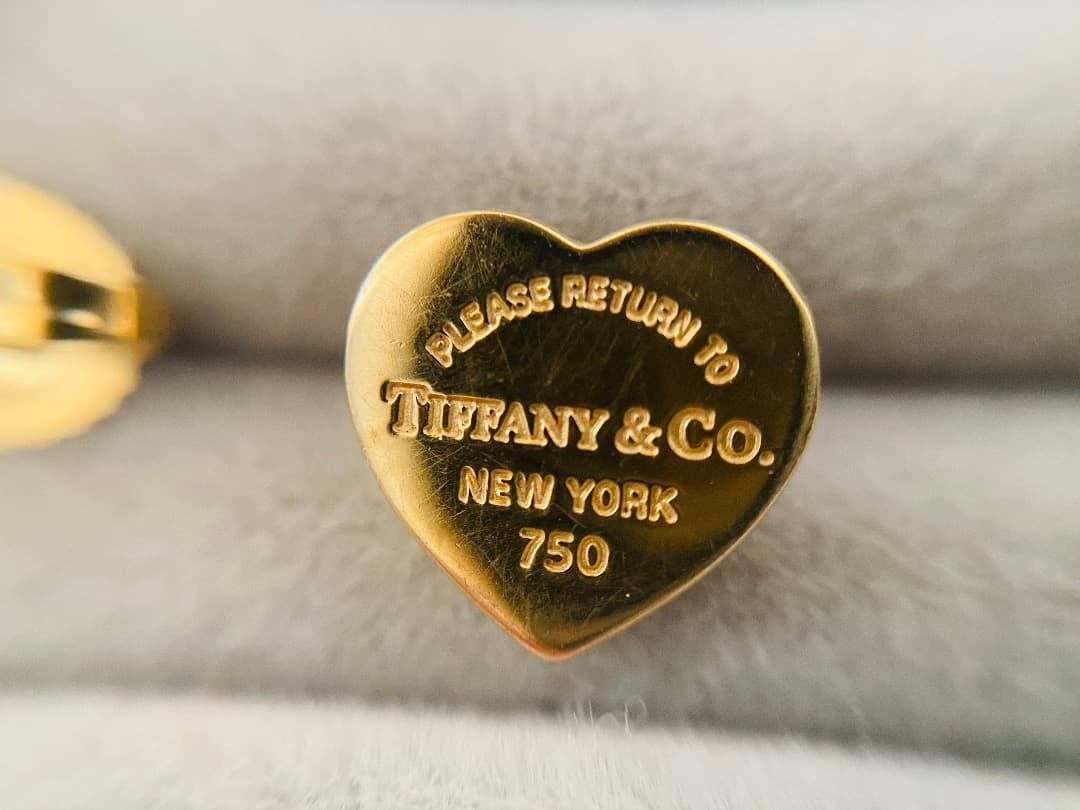 PLEASE RETURN TO
TIFFANY & CO.
NEW YORK
750